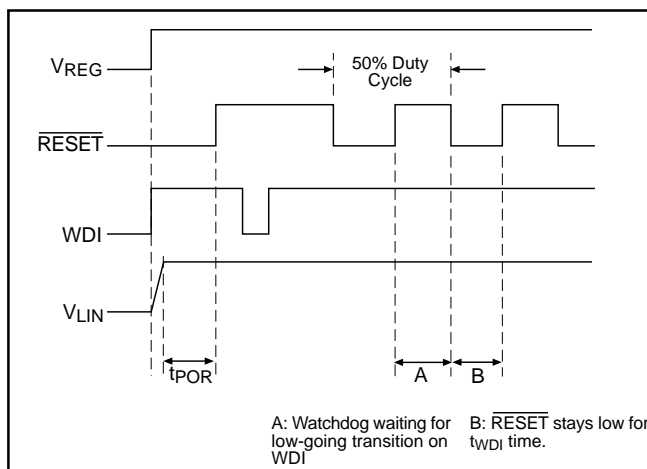 50% Duty
Cycle
VREG
RESET
WDI
VLIN
tPOR
A
B
A: Watchdog waiting for
low-going transition on
WDI
B: RESET stays low for
tWDI time.